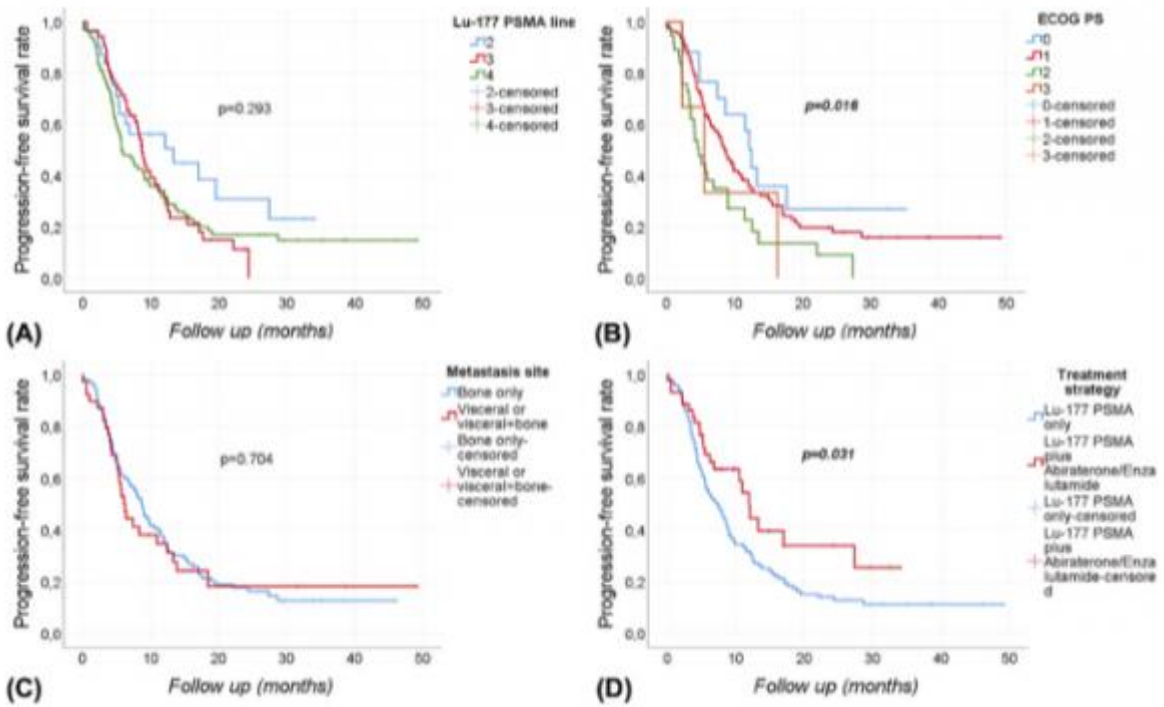 Progression-free survival rate
1,0
0,8
0,6
0,4
0,2
0,0
p=0.293
0 10 20 30 40 50
Follow up (months)
(A)
Lu-177 PSMA line
2
3
4
2-censored
3-censored
4-censored
Progression-free survival rate
1,0
0,8
0,6
0,4
0,2
0,0
p=0.016
0 10 20 30 40 50
Follow up (months)
(B)
ECOG PS
0
1
2
3
0-censored
1-censored
2-censored
3-censored
Progression-free survival rate
1,0
0,8
0,6
0,4
0,2
0,0
p=0.704
0 10 20 30 40 50
Follow up (months)
(C)
Metastasis site
Bone only
Visceral or
visceral+bone
Bone only-
censored
Visceral or
visceral+bone-
censored
Progression-free survival rate
1,0
0,8
0,6
0,4
0,2
0,0
p=0.031
0 10 20 30 40 50
Follow up (months)
(D)
Treatment
strategy
Lu-177 PSMA
only
Lu-177 PSMA
plus
Abiraterone/Enza
lutamide
Lu-177 PSMA
only-censored
Lu-177 PSMA
plus
Abiraterone/Enza
lutamide-censore
d